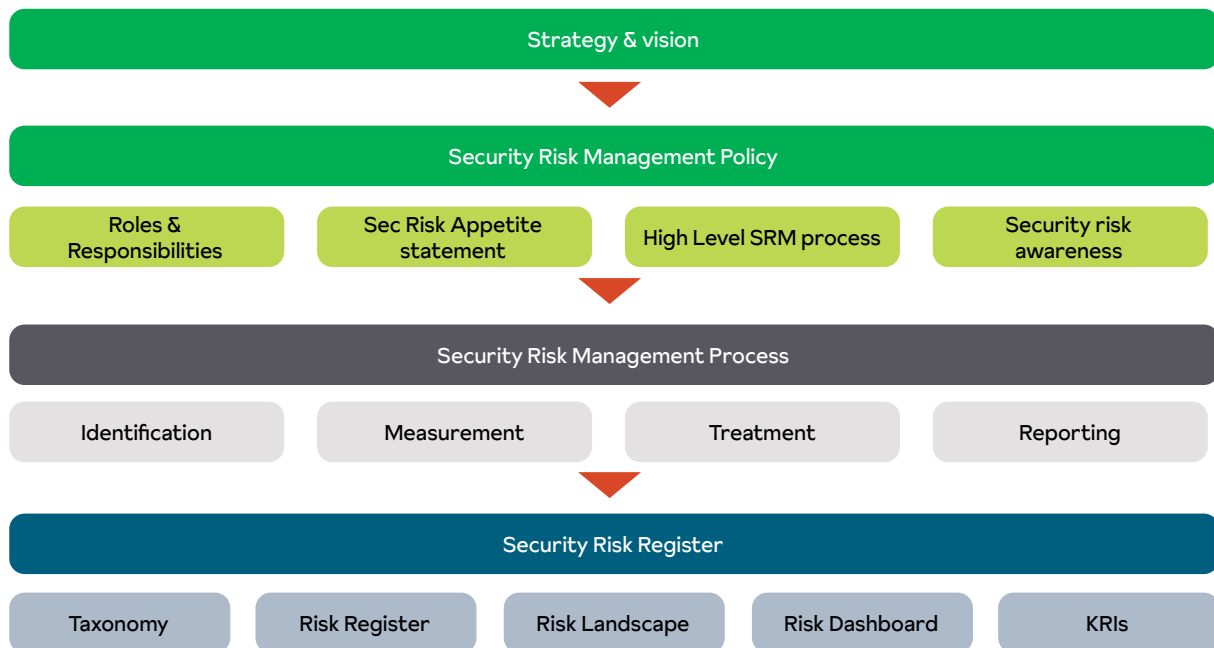 Strategy & vision
Security Risk Management Policy
Roles &
Responsibilities
Sec Risk Appetite
statement
High Level SRM process
Security risk
awareness
Security Risk Management Process
Identification
Measurement
Treatment
Reporting
Security Risk Register
Taxonomy
Risk Register
Risk Landscape
Risk Dashboard
KRIs